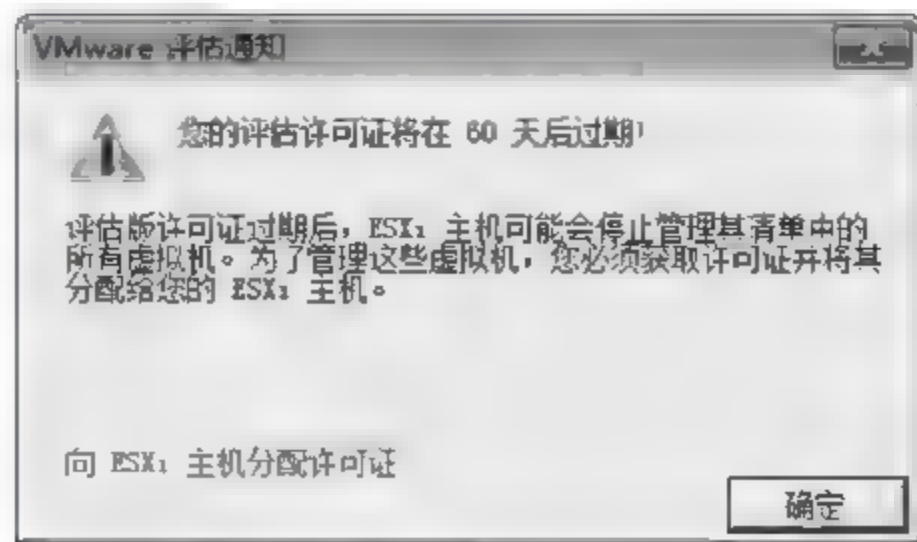 VMware 评估通知
您的评估许可证将在 60 天后过期!
评估版许可证过期后，ESXi 主机可能会停止管理其清单中的
所有虚拟机。为了管理这些虚拟机，您必须获取许可证并将其
分配给您的 ESXi 主机。
向 ESXi 主机分配许可证
确定